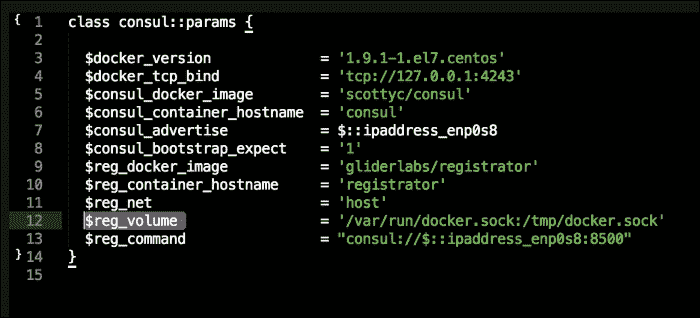 { 1 class consul::params {
2
3 $docker_version = '1.9.1-1.el7.centos'
4 $docker_tcp_bind = 'tcp://127.0.0.1:4243'
5 $consul_docker_image = 'scottyc/consul'
6 $consul_container_hostname = 'consul'
7 $consul_advertise = $::ipaddress_enp0s8
8 $consul_bootstrap_expect = '1'
9 $reg_docker_image = 'gliderlabs/registrator'
10 $reg_container_hostname = 'registrator'
11 $reg_net = 'host'
12 $reg_volume = '/var/run/docker.sock:/tmp/docker.sock'
13 $reg_command = "consul://$::ipaddress_enp0s8:8500"
} 14 }
15